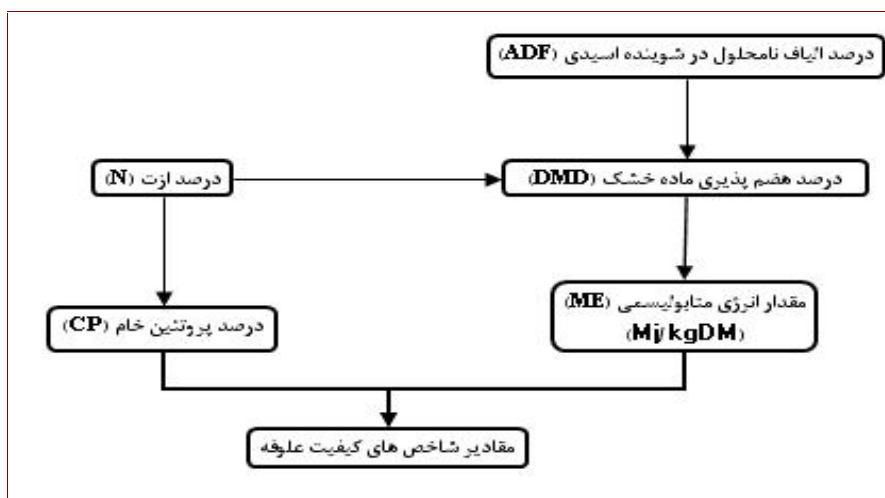 درصد الیاف نامحلول در شوینده اسیدی (ADF)
درصد ازت (N)
درصد هضم پذیری ماده خشک (DMD)
مقدار انرژی متابولیسمی (ME)
(Mj/kgDM)
درصد پروتئین خام (CP)
مقادیر شاخص های کیفیت علوفه